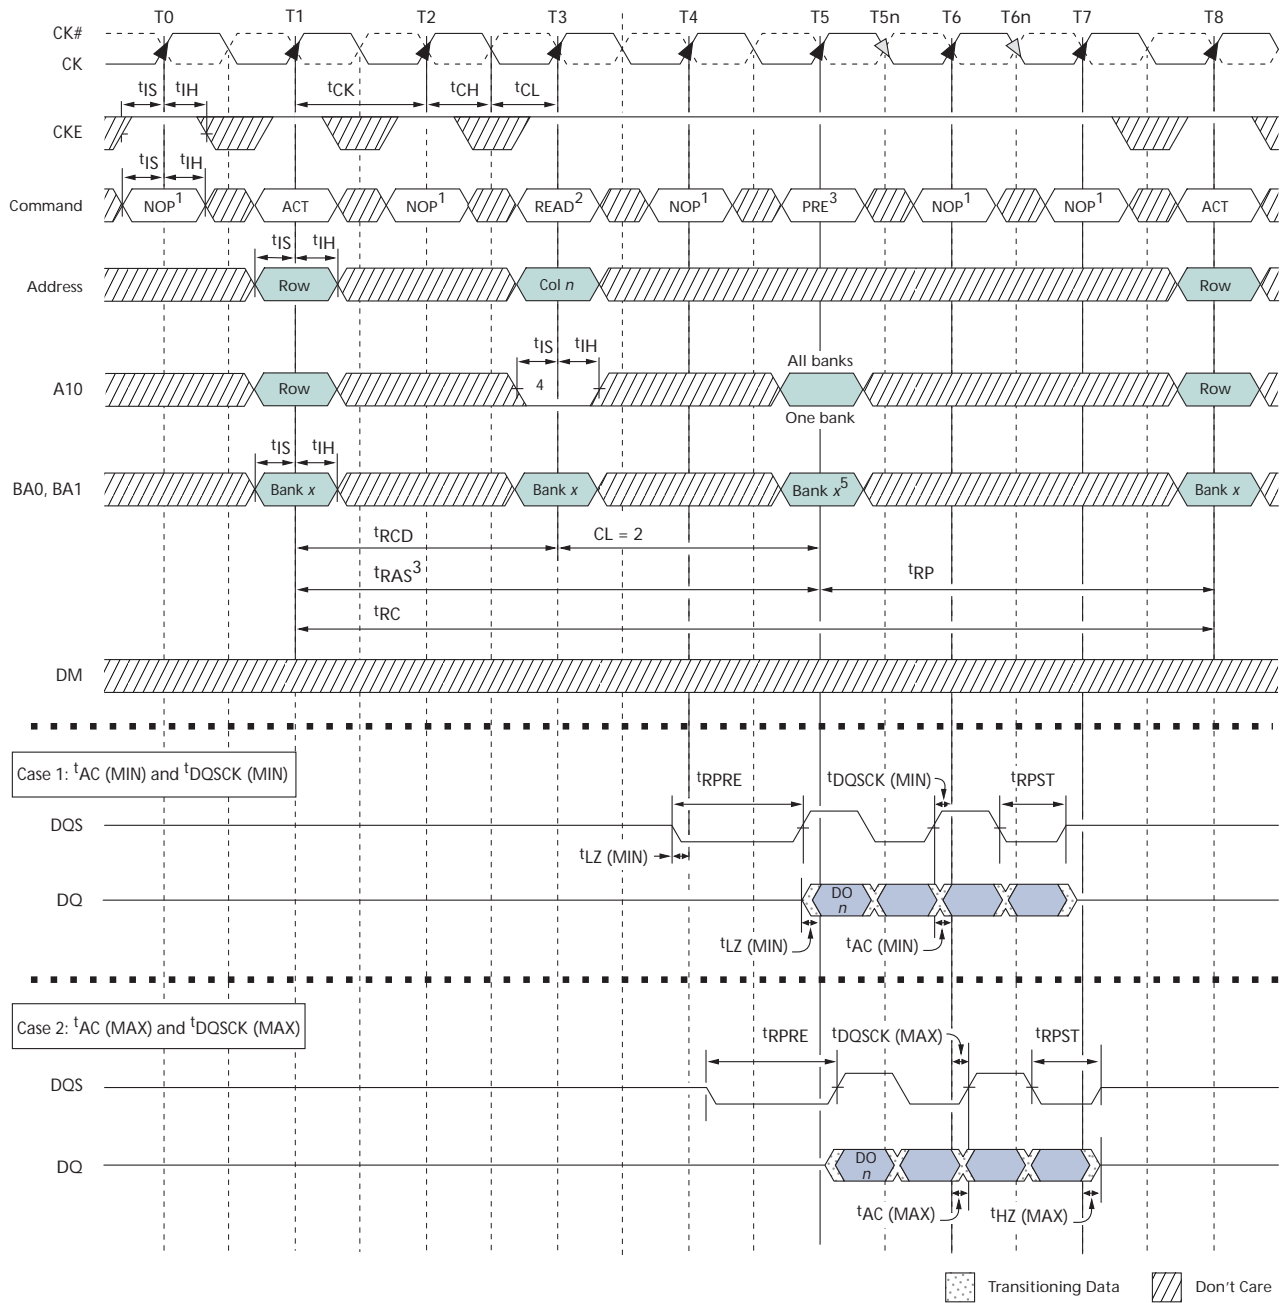 T0 T1 T2 T3 T4 T5 T5n T6 T6n T7 T8
CK#
CK
tIS tIH tCK tCH tCL
CKE
tIS tIH
Command NOP1 ACT NOP1 READ2 NOP1 PRE3 NOP1 NOP1 ACT
tIS tIH
Address Row Col n Row
tIS tIH
All banks
A10 Row 4 Row
One bank
tIS tIH
BA0, BA1 Bank x Bank x Bank x5 Bank x
tRCD CL = 2
tRAS3 tRP
tRC
DM
Case 1: tAC (MIN) and tDQSCK (MIN)
tRPRE tDQSCK (MIN) tRPST
DQS
tLZ (MIN)
DQ DO
n
tLZ (MIN) tAC (MIN)
Case 2: tAC (MAX) and tDQSCK (MAX)
tRPRE tDQSCK (MAX) tRPST
DQS
DQ DO
n
tAC (MAX) tHZ (MAX)
Transitioning Data Don't Care